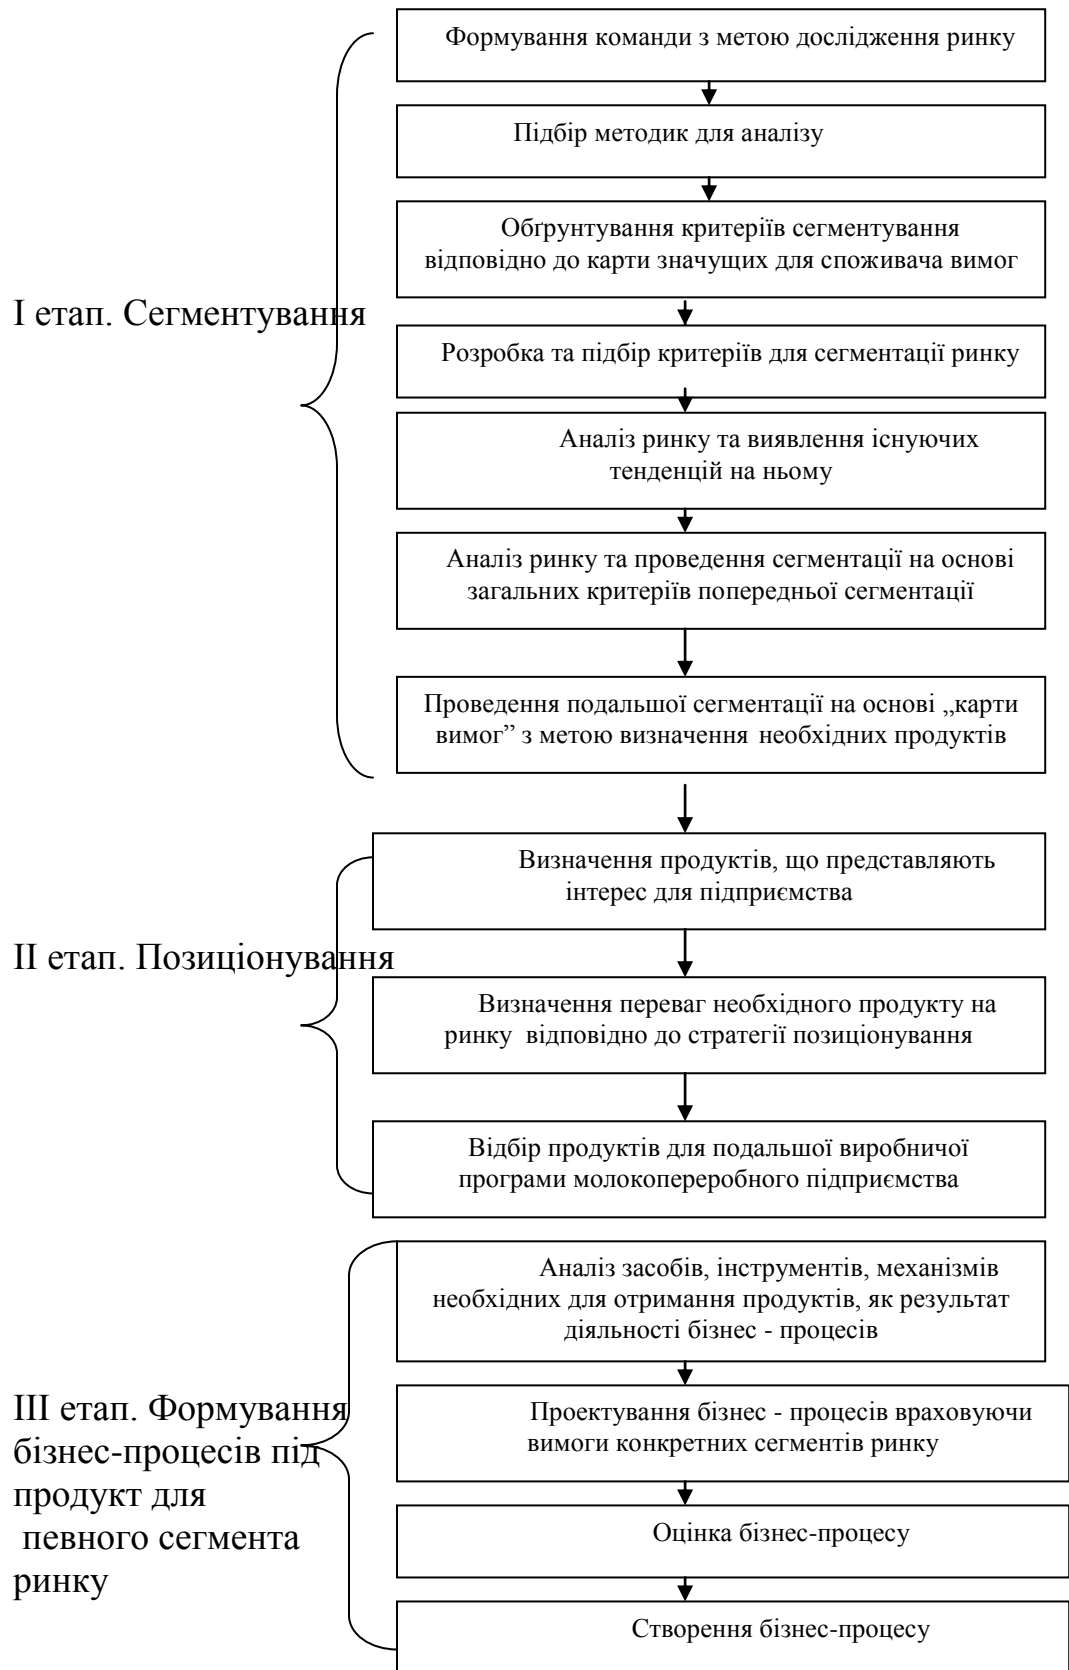 Формування команди з метою дослідження ринку
Підбір методик для аналізу
Обґрунтування критеріїв сегментування
відповідно до карти значущих для споживача вимог
І етап. Сегментування
Розробка та підбір критеріїв для сегментації ринку
Аналіз ринку та виявлення існуючих
тенденцій на ньому
Аналіз ринку та проведення сегментації на основі
загальних критеріїв попередньої сегментації
Проведення подальшої сегментації на основі „карти
вимог” з метою визначення необхідних продуктів
Визначення продуктів, що представляють
інтерес для підприємства
ІІ етап. Позиціонування
Визначення переваг необхідного продукту на
ринку відповідно до стратегії позиціонування
Відбір продуктів для подальшої виробничої
програми молокопереробного підприємства
Аналіз засобів, інструментів, механізмів
необхідних для отримання продуктів, як результат
діяльності бізнес - процесів
ІІІ етап. Формування
бізнес-процесів під
продукт для
певного сегмента
ринку
Проектування бізнес - процесів враховуючи
вимоги конкретних сегментів ринку
Оцінка бізнес-процесу
Створення бізнес-процесу